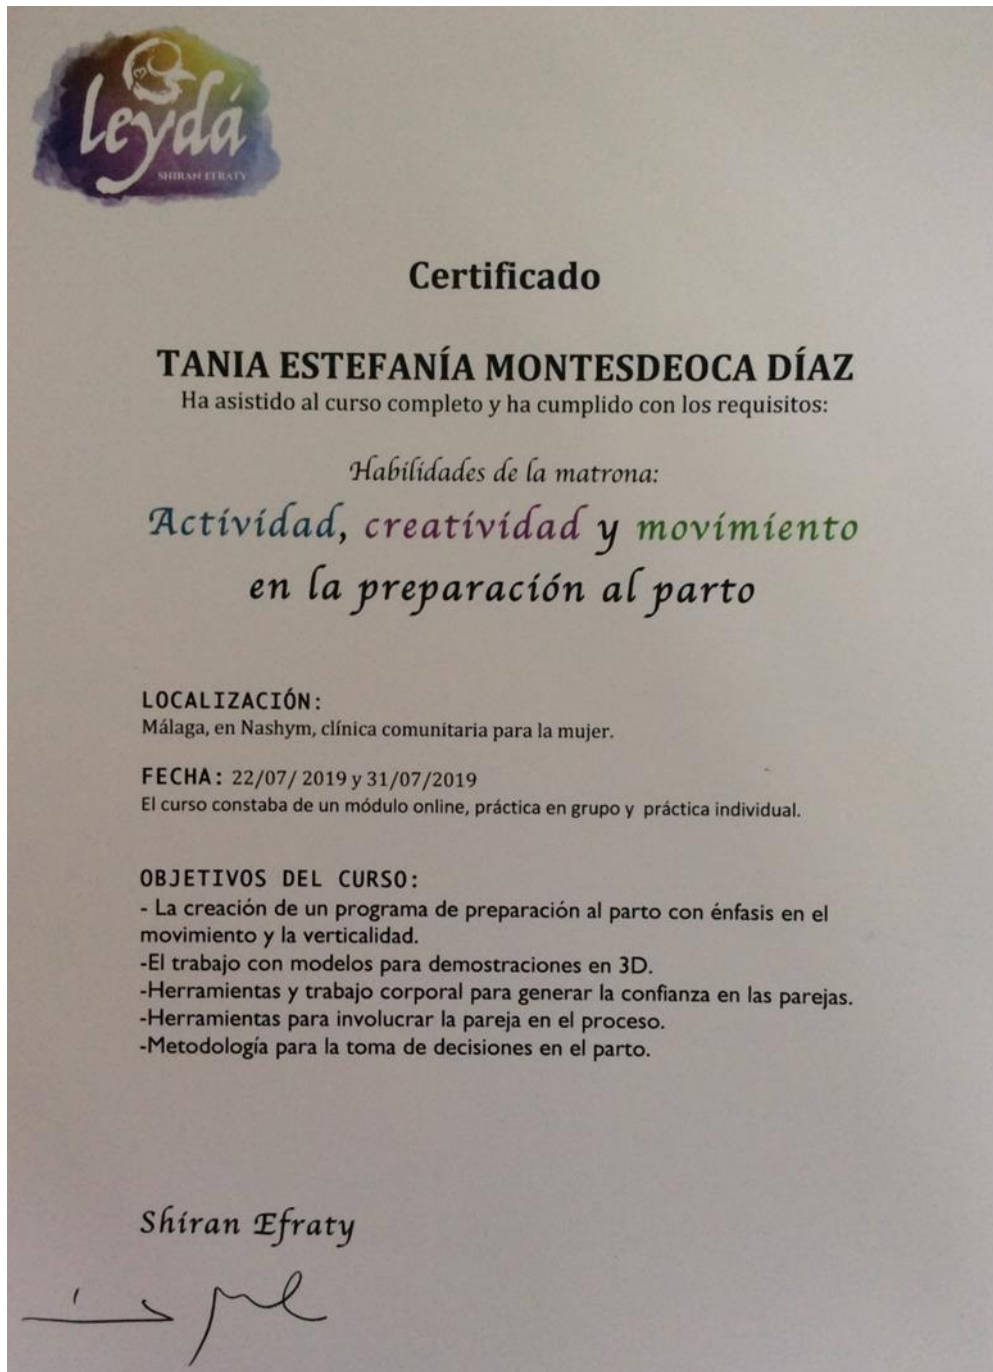 leydá
SHIRAN EFRATY
Certificado
TANIA ESTEFANÍA MONTESDEOCA DÍAZ
Ha asistido al curso completo y ha cumplido con los requisitos:
Habilidades de la matrona:
Actividad, creatividad y movimiento
en la preparación al parto
LOCALIZACIÓN:
Málaga, en Nashym, clínica comunitaria para la mujer.
FECHA: 22/07/ 2019 y 31/07/2019
El curso constaba de un módulo online, práctica en grupo y práctica individual.
OBJETIVOS DEL CURSO:
- La creación de un programa de preparación al parto con énfasis en el
movimiento y la verticalidad.
-El trabajo con modelos para demostraciones en 3D.
-Herramientas y trabajo corporal para generar la confianza en las parejas.
-Herramientas para involucrar la pareja en el proceso.
-Metodología para la toma de decisiones en el parto.
Shiran Efraty